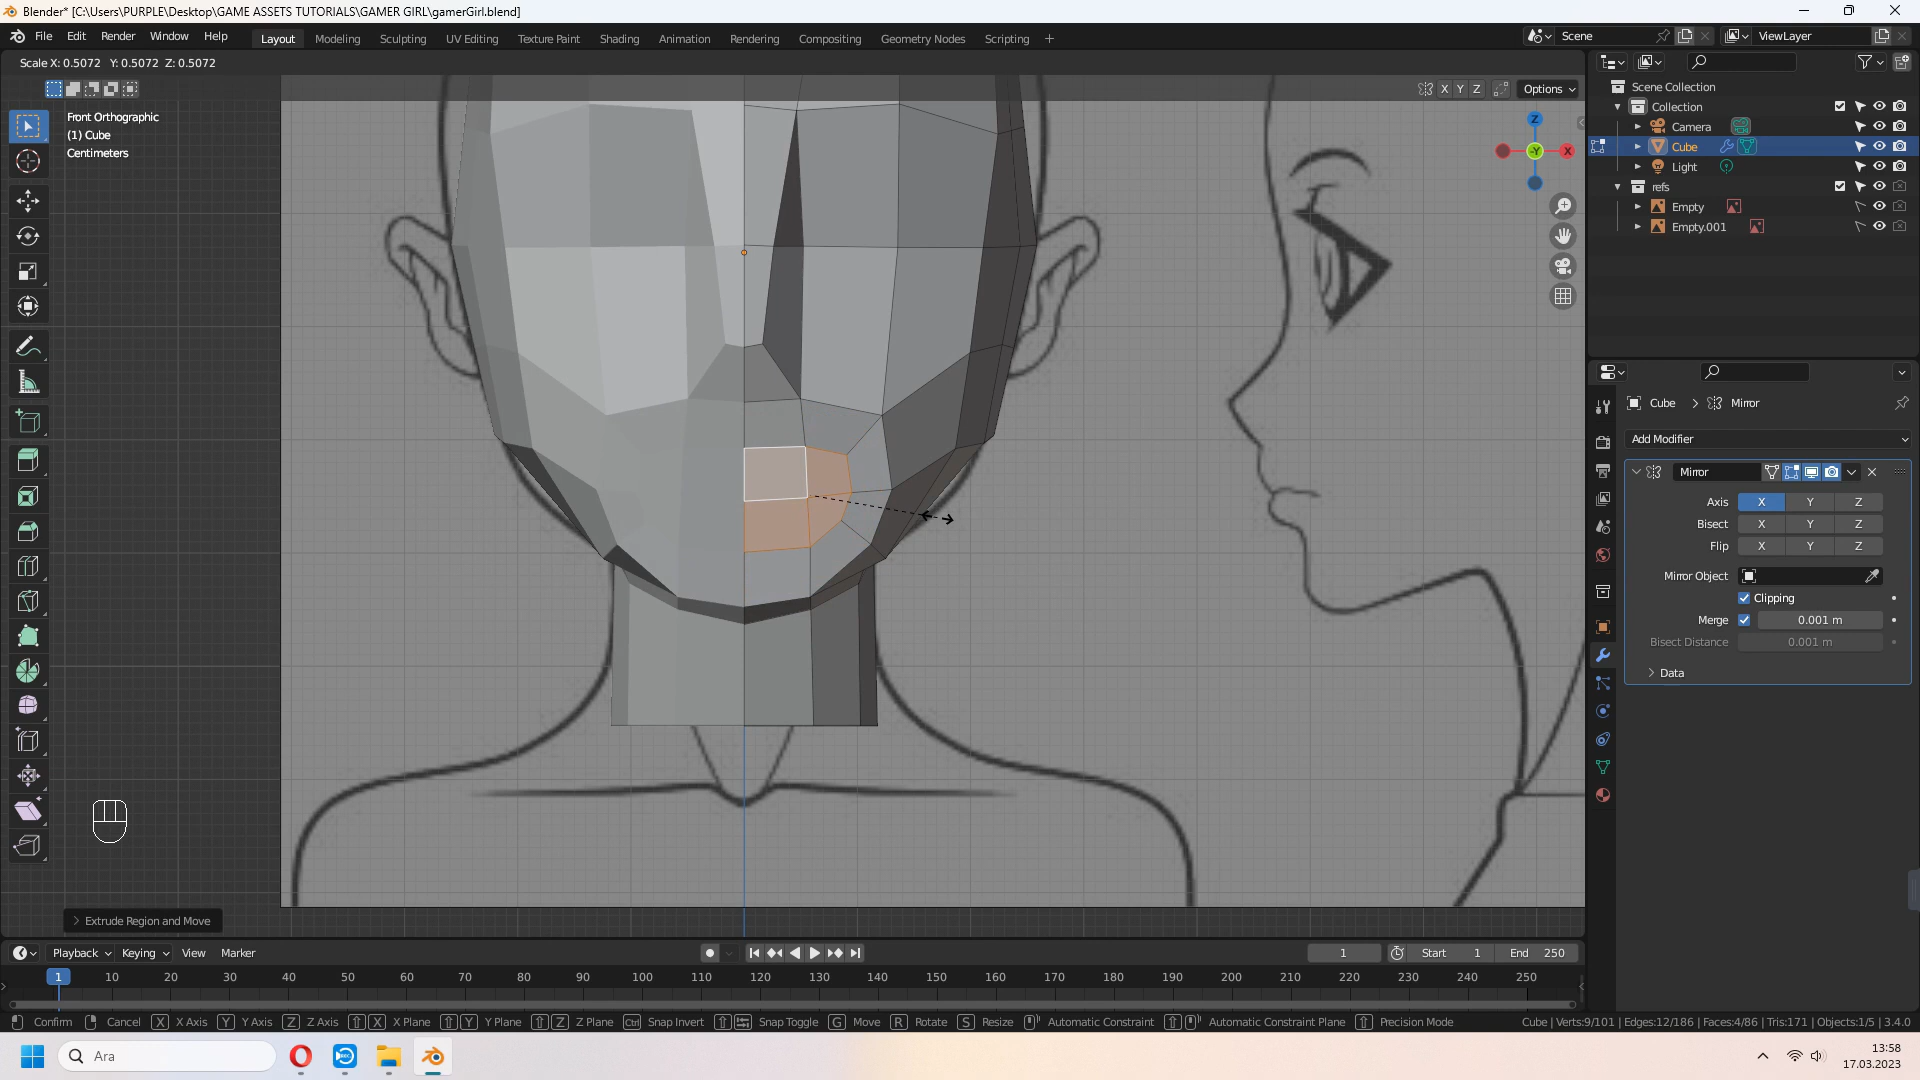 Blender* [C:\Users\PURPLE\Desktop\GAME ASSETS TUTORIALS\GAMER GIRL\gamerGirl.blend]
File Edit Render Window Help Layout Modeling Sculpting UV Editing Texture Paint Shading Animation Rendering Compositing Geometry Nodes Scripting + Scene ViewLayer
Scale X: 0.5072 Y: 0.5072 Z: 0.5072
X Y Z Options
Front Orthographic
(1) Cube
Centimeters
Z
-Y
X
Scene Collection
Collection
Camera
Cube
Light
refs
Empty
Empty.001
Cube > Mirror
Add Modifier
Mirror
Axis X Y Z
Bisect X Y Z
Flip X Y Z
Mirror Object
Clipping
Merge 0.001 m
Bisect Distance 0.001 m
Data
Extrude Region and Move
Playback Keying View Marker 1 Start 1 End 250
1 10 20 30 40 50 60 70 80 90 100 110 120 130 140 150 160 170 180 190 200 210 220 230 240 250
Confirm Cancel X X Axis Y Y Axis Z Z Axis X X Plane Y Y Plane Z Z Plane Ctrl Snap Invert Snap Toggle G Move R Rotate S Resize Automatic Constraint Automatic Constraint Plane Precision Mode Cube | Verts:9/101 | Edges:12/186 | Faces:4/86 | Tris:171 | Objects:1/5 | 3.4.0
Ara
13:58
17.03.2023